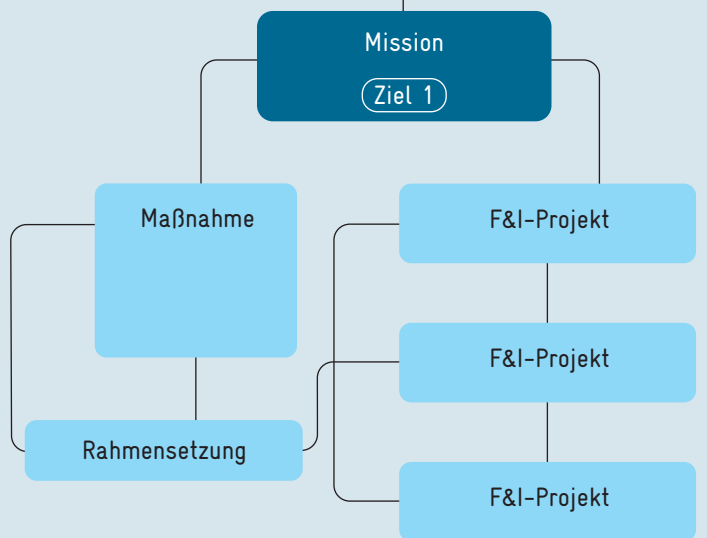 Mission
Ziel 1
Maßnahme
F&I-Projekt
F&I-Projekt
Rahmensetzung
F&I-Projekt